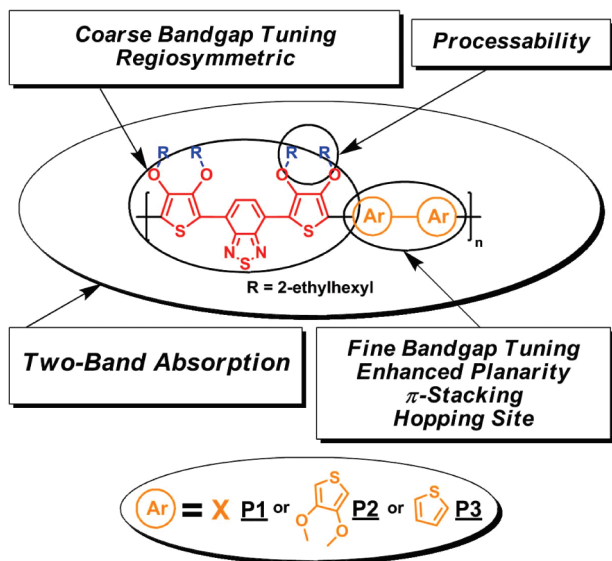 Coarse Bandgap Tuning
Regiosymmetric
Processability
R R R R
O O O O
S S Ar Ar
n
N N
S
R = 2-ethylhexyl
Two-Band Absorption
Fine Bandgap Tuning
Enhanced Planarity
π-Stacking
Hopping Site
S S
Ar = X P1 or P2 or P3
O O